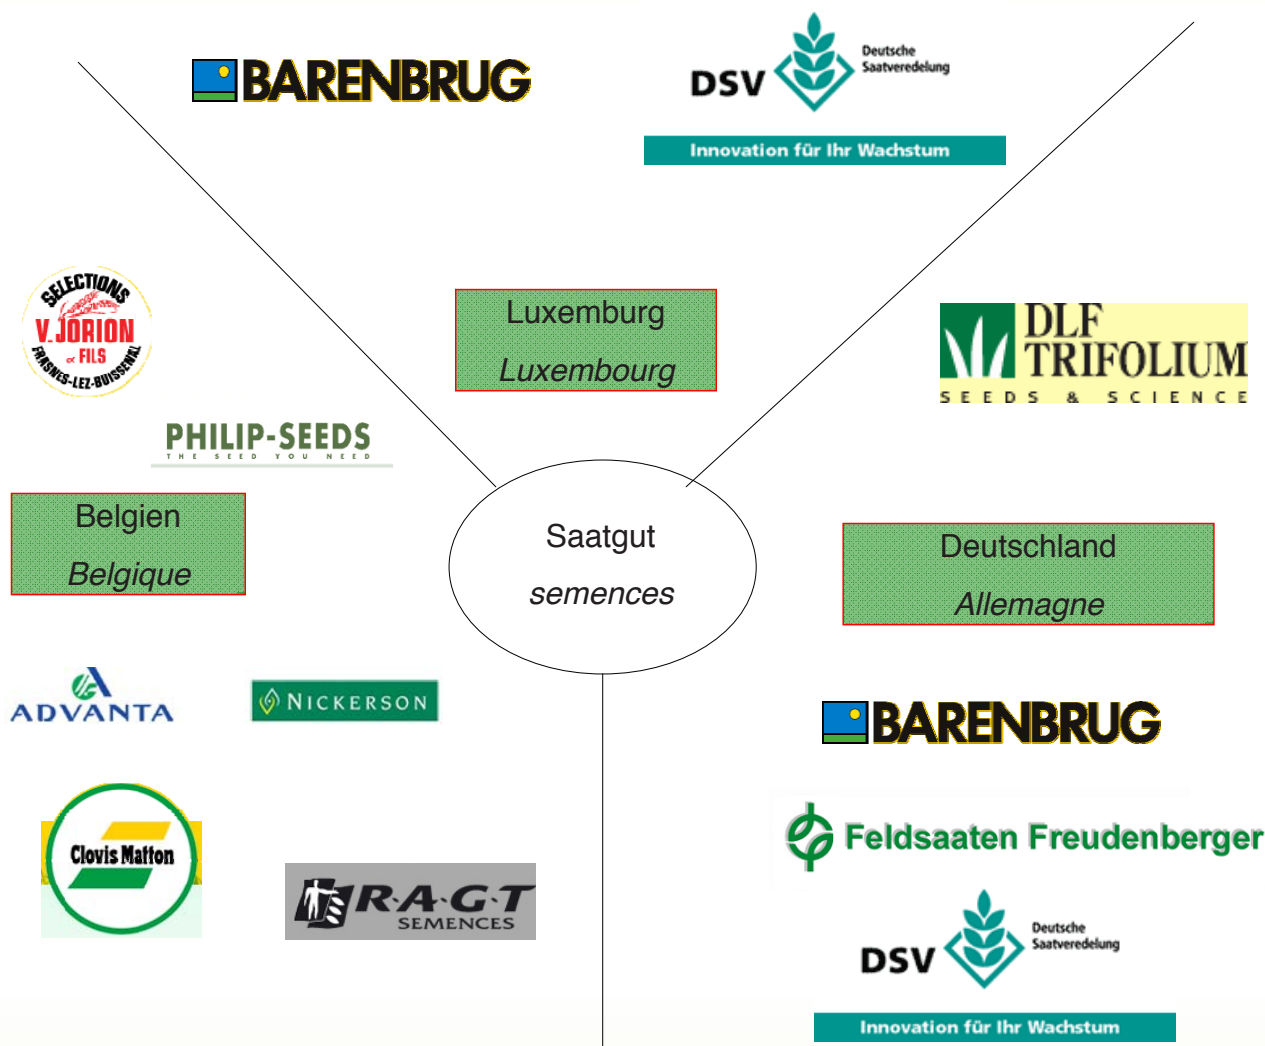 BARENBRUG
DSV
Deutsche
Saatveredelung
Innovation für Ihr Wachstum
SELECTIONS
V. JORION
& FILS
FRASNES-LEZ-BUISSENAL
Luxemburg
Luxembourg
DLF
TRIFOLIUM
SEEDS & SCIENCE
PHILIP-SEEDS
THE SEED YOU NEED
Belgien
Belgique
Saatgut
semences
Deutschland
Allemagne
ADVANTA
NICKERSON
BARENBRUG
Clovis Matton
Feldsaaten Freudenberger
R·A·G·T
SEMENCES
DSV
Deutsche
Saatveredelung
Innovation für Ihr Wachstum